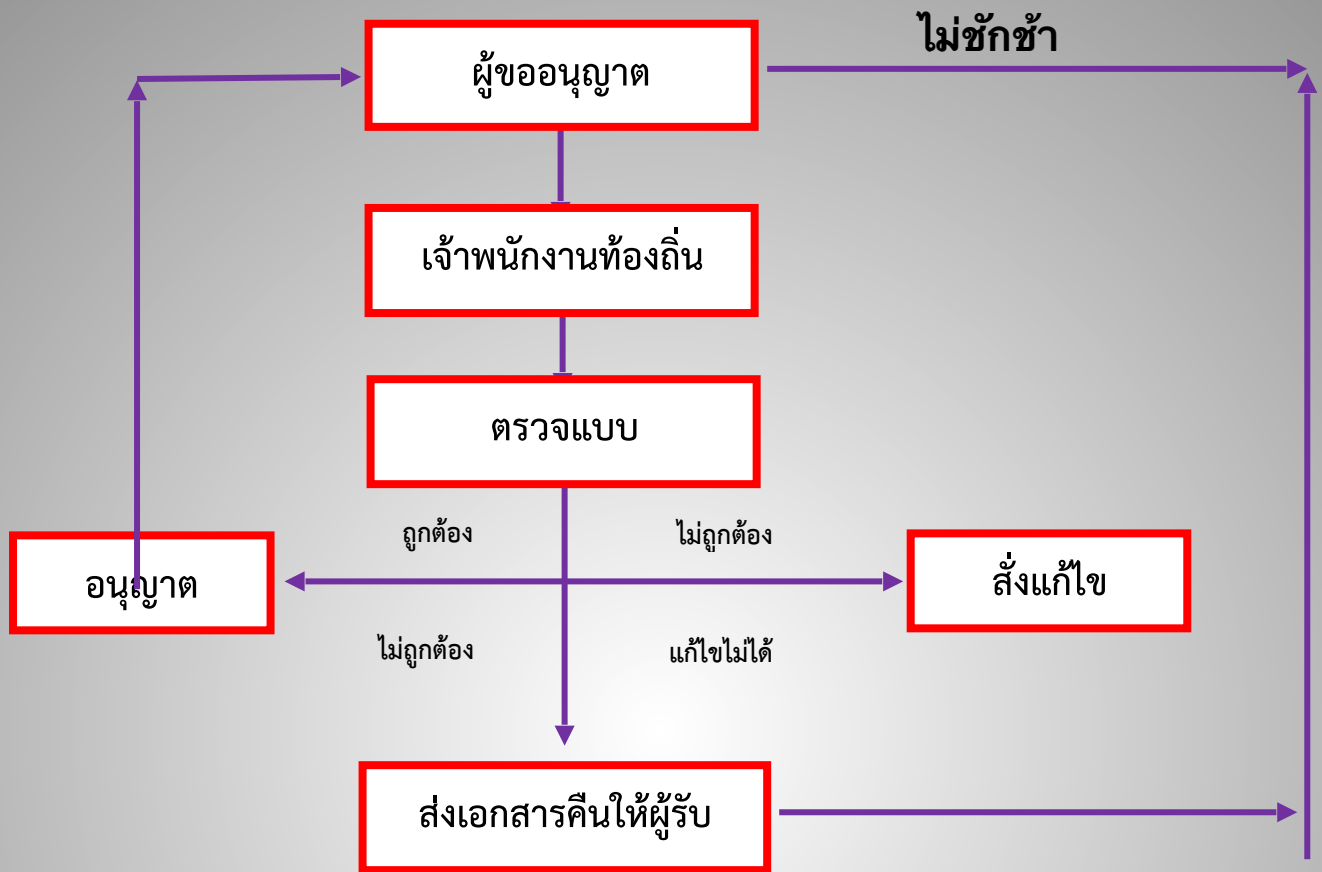 ไม่ชักช้า
ผู้ขออนุญาต
เจ้าพนักงานท้องถิ่น
ตรวจแบบ
ถูกต้อง
ไม่ถูกต้อง
อนุญาต
สั่งแก้ไข
ไม่ถูกต้อง
แก้ไขไม่ได้
ส่งเอกสารคืนให้ผู้รับ